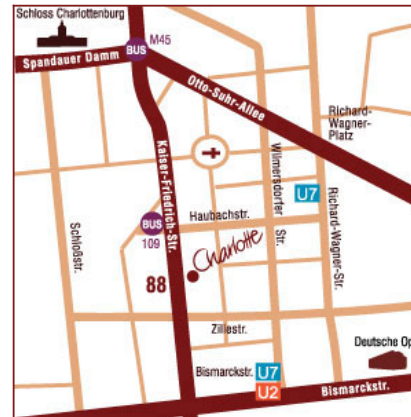 Schloss Charlottenburg
BUS M45
Spandauer Damm
Otto-Suhr-Allee
Richard-
Wagner-
Platz
Kaiser-Friedrich-Str.
Wilmersdorfer
Str.
U7
Richard-Wagner-Str.
BUS
109
Haubachstr.
Schloßstr.
Charlotte
88
Zillestr.
Deutsche Op
Bismarckstr.
U7
U2
Bismarckstr.